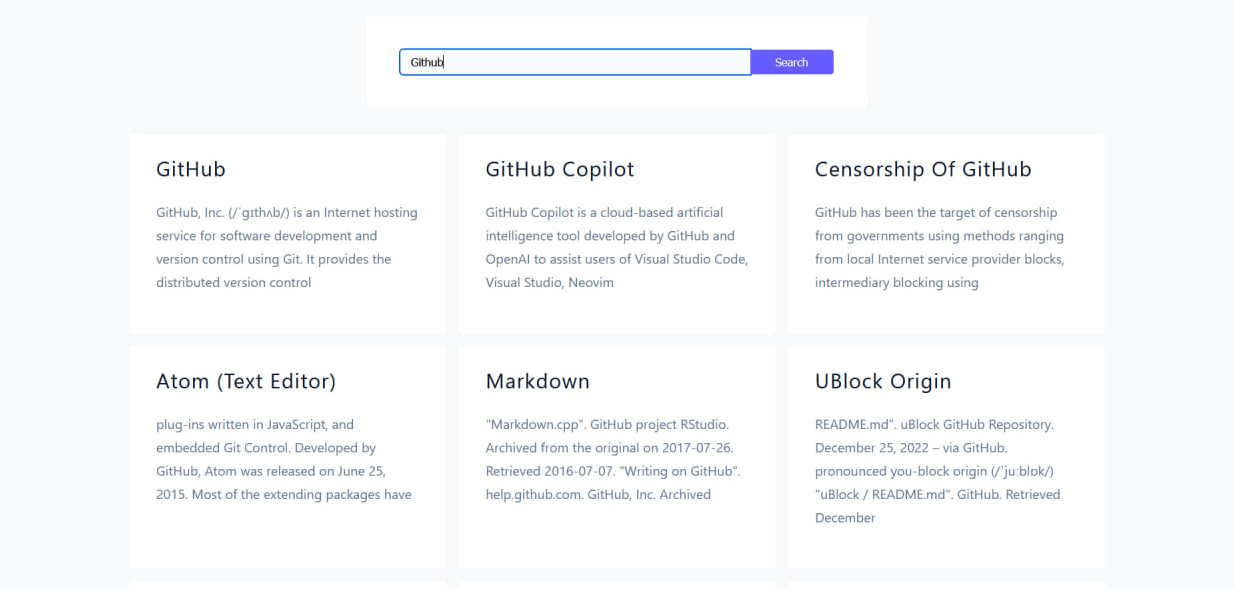 Github
Search
GitHub
GitHub, Inc. (/ˈɡɪthʌb/) is an Internet hosting
service for software development and
version control using Git. It provides the
distributed version control
GitHub Copilot
GitHub Copilot is a cloud-based artificial
intelligence tool developed by GitHub and
OpenAI to assist users of Visual Studio Code,
Visual Studio, Neovim
Censorship Of GitHub
GitHub has been the target of censorship
from governments using methods ranging
from local Internet service provider blocks,
intermediary blocking using
Atom (Text Editor)
plug-ins written in JavaScript, and
embedded Git Control. Developed by
GitHub, Atom was released on June 25,
2015. Most of the extending packages have
Markdown
"Markdown.cpp". GitHub project RStudio.
Archived from the original on 2017-07-26.
Retrieved 2016-07-07. "Writing on GitHub".
help.github.com. GitHub, Inc. Archived
UBlock Origin
README.md". uBlock GitHub Repository.
December 25, 2022 – via GitHub.
pronounced you-block origin (/ˈjuːblɒk/)
"uBlock / README.md". GitHub. Retrieved
December